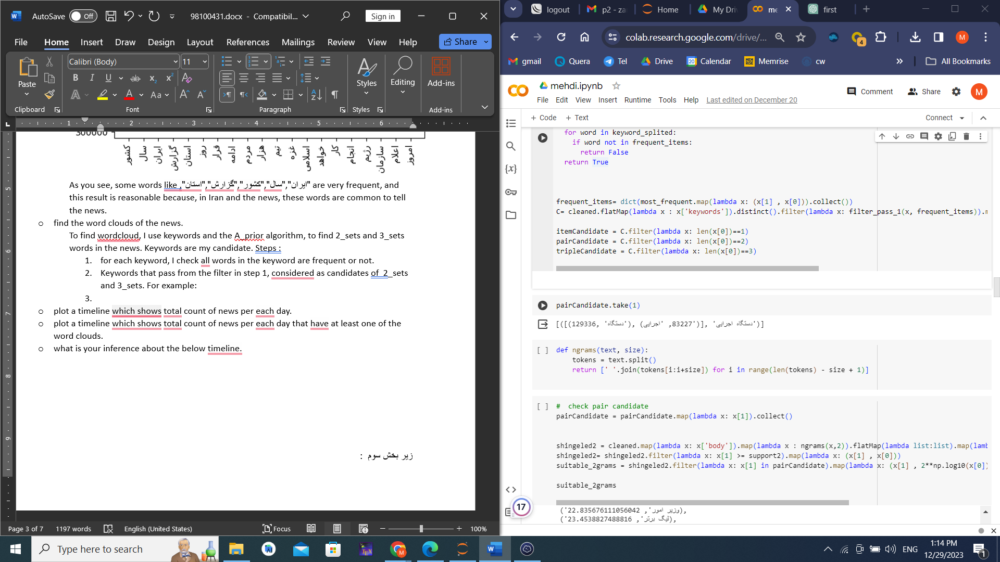 AutoSave Off 98100431.docx - Compatibil... Sign in
File Home Insert Draw Design Layout References Mailings Review View Help Share
Paste Calibri (Body) 11 Styles Editing Add-ins
Clipboard Font Paragraph Styles Add-ins
1 2 3 4 5 6
300000
کشور سال ایران گزارش استان روز قرار ادامه مردم هزار تیم غزه اسلامی خواهد کار انجام رژیم سازمان اعلام امروز
As you see, some words like ,"ایران","سال","کشور","گزارش","استان" are very frequent, and
this result is reasonable because, in Iran and the news, these words are common to tell
the news.
o find the word clouds of the news.
To find wordcloud, I use keywords and the A_prior algorithm, to find 2_sets and 3_sets
words in the news. Keywords are my candidate. Steps :
1. for each keyword, I check all words in the keyword are frequent or not.
2. Keywords that pass from the filter in step 1, considered as candidates of 2_sets
and 3_sets. For example:
3.
o plot a timeline which shows total count of news per each day.
o plot a timeline which shows total count of news per each day that have at least one of the
word clouds.
o what is your inference about the below timeline.
زیر بخش سوم :
5
6
7
8
9
Page 3 of 7 1197 words English (United States) Focus 100%
logout p2 - za Home My Driv me first
colab.research.google.com/drive/... 4 M
gmail Quera Tel Drive 20 Calendar MEM RISE Memrise cw » All Bookmarks
mehdi.ipynb Comment Share M
File Edit View Insert Runtime Tools Help Last edited on December 20
+ Code + Text Connect
for word in keyword_splited:
if word not in frequent_items:
return False
return True
frequent_items= dict(most_frequent.map(lambda x: (x[1] , x[0])).collect())
C= cleaned.flatMap(lambda x : x['keywords']).distinct().filter(lambda x: filter_pass_1(x, frequent_items)).m
itemCandidate = C.filter(lambda x: len(x[0])==1)
pairCandidate = C.filter(lambda x: len(x[0])==2)
tripleCandidate = C.filter(lambda x: len(x[0])==3)
pairCandidate.take(1)
[([(129336, 'دستگاه'), (83227, 'اجرایی')], 'دستگاه اجرایی')]
[ ] def ngrams(text, size):
tokens = text.split()
return [' '.join(tokens[i:i+size]) for i in range(len(tokens) - size + 1)]
[ ] # check pair candidate
pairCandidate = pairCandidate.map(lambda x: x[1]).collect()
shingeled2 = cleaned.map(lambda x: x['body']).map(lambda x : ngrams(x,2)).flatMap(lambda list:list).map(lamb
shingeled2= shingeled2.filter(lambda x: x[1] >= support2).map(lambda x: (x[1] , x[0]))
suitable_2grams = shingeled2.filter(lambda x: x[1] in pairCandidate).map(lambda x: (x[1] , 2**np.log10(x[0])
suitable_2grams
('وزیر امور', 22.835676111056042),
('لیگ برتر', 23.4538827488816),
17
Type here to search ENG 1:14 PM
12/29/2023 1